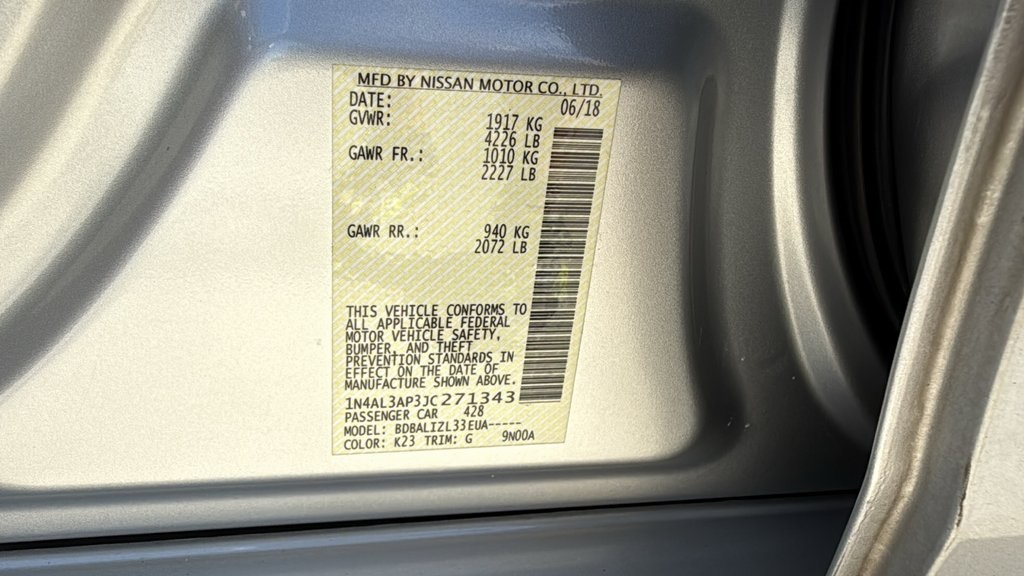 MFD BY NISSAN MOTOR CO., LTD.
DATE: 06/18
GVWR: 1917 KG
4226 LB
GAWR FR.: 1010 KG
2227 LB
GAWR RR.: 940 KG
2072 LB
THIS VEHICLE CONFORMS TO
ALL APPLICABLE FEDERAL
MOTOR VEHICLE SAFETY,
BUMPER, AND THEFT
PREVENTION STANDARDS IN
EFFECT ON THE DATE OF
MANUFACTURE SHOWN ABOVE.
1N4AL3AP3JC271343
PASSENGER CAR 428
MODEL: BDBALIZL33EUA-----
COLOR: K23 TRIM: G 9N00A